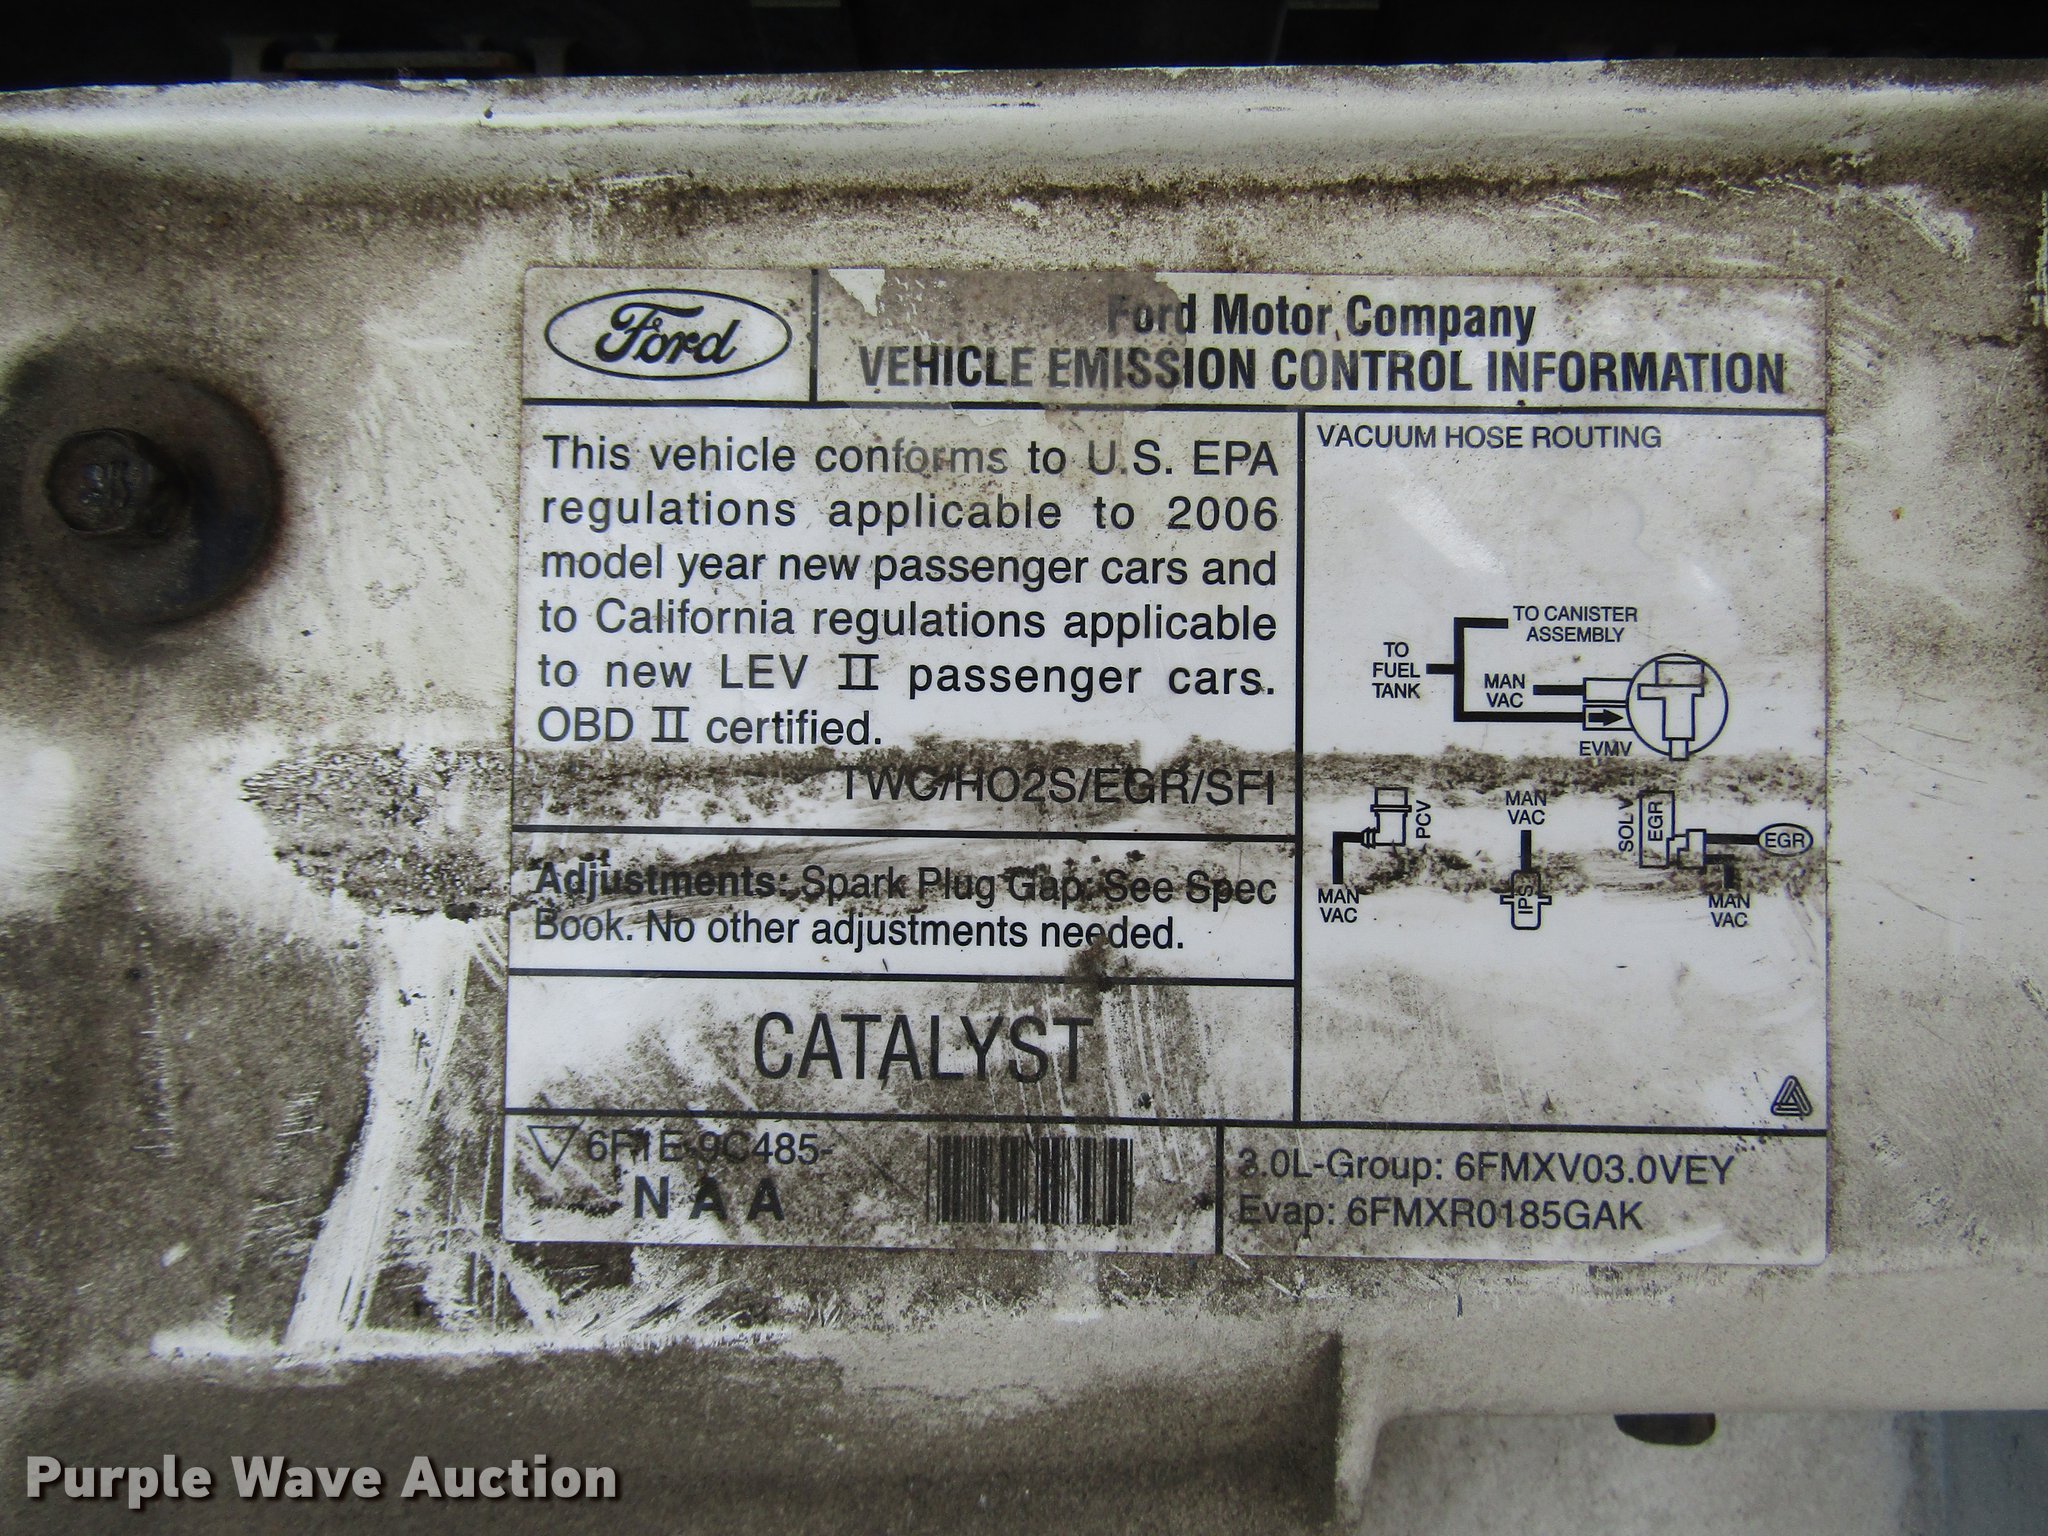 Ford
Ford Motor Company
VEHICLE EMISSION CONTROL INFORMATION
This vehicle conforms to U.S. EPA
regulations applicable to 2006
model year new passenger cars and
to California regulations applicable
to new LEV II passenger cars.
OBD II certified.
TWC/HO2S/EGR/SFI
Adjustments: Spark Plug Gap: See Spec
Book. No other adjustments needed.
CATALYST
6F1E-9C485-
NAA
VACUUM HOSE ROUTING
TO CANISTER
ASSEMBLY
TO
FUEL
TANK
MAN
VAC
EVMV
PCV
MAN
VAC
MAN
VAC
IPS
SOL V
EGR
EGR
MAN
VAC
3.0L-Group: 6FMXV03.0VEY
Evap: 6FMXR0185GAK
Purple Wave Auction